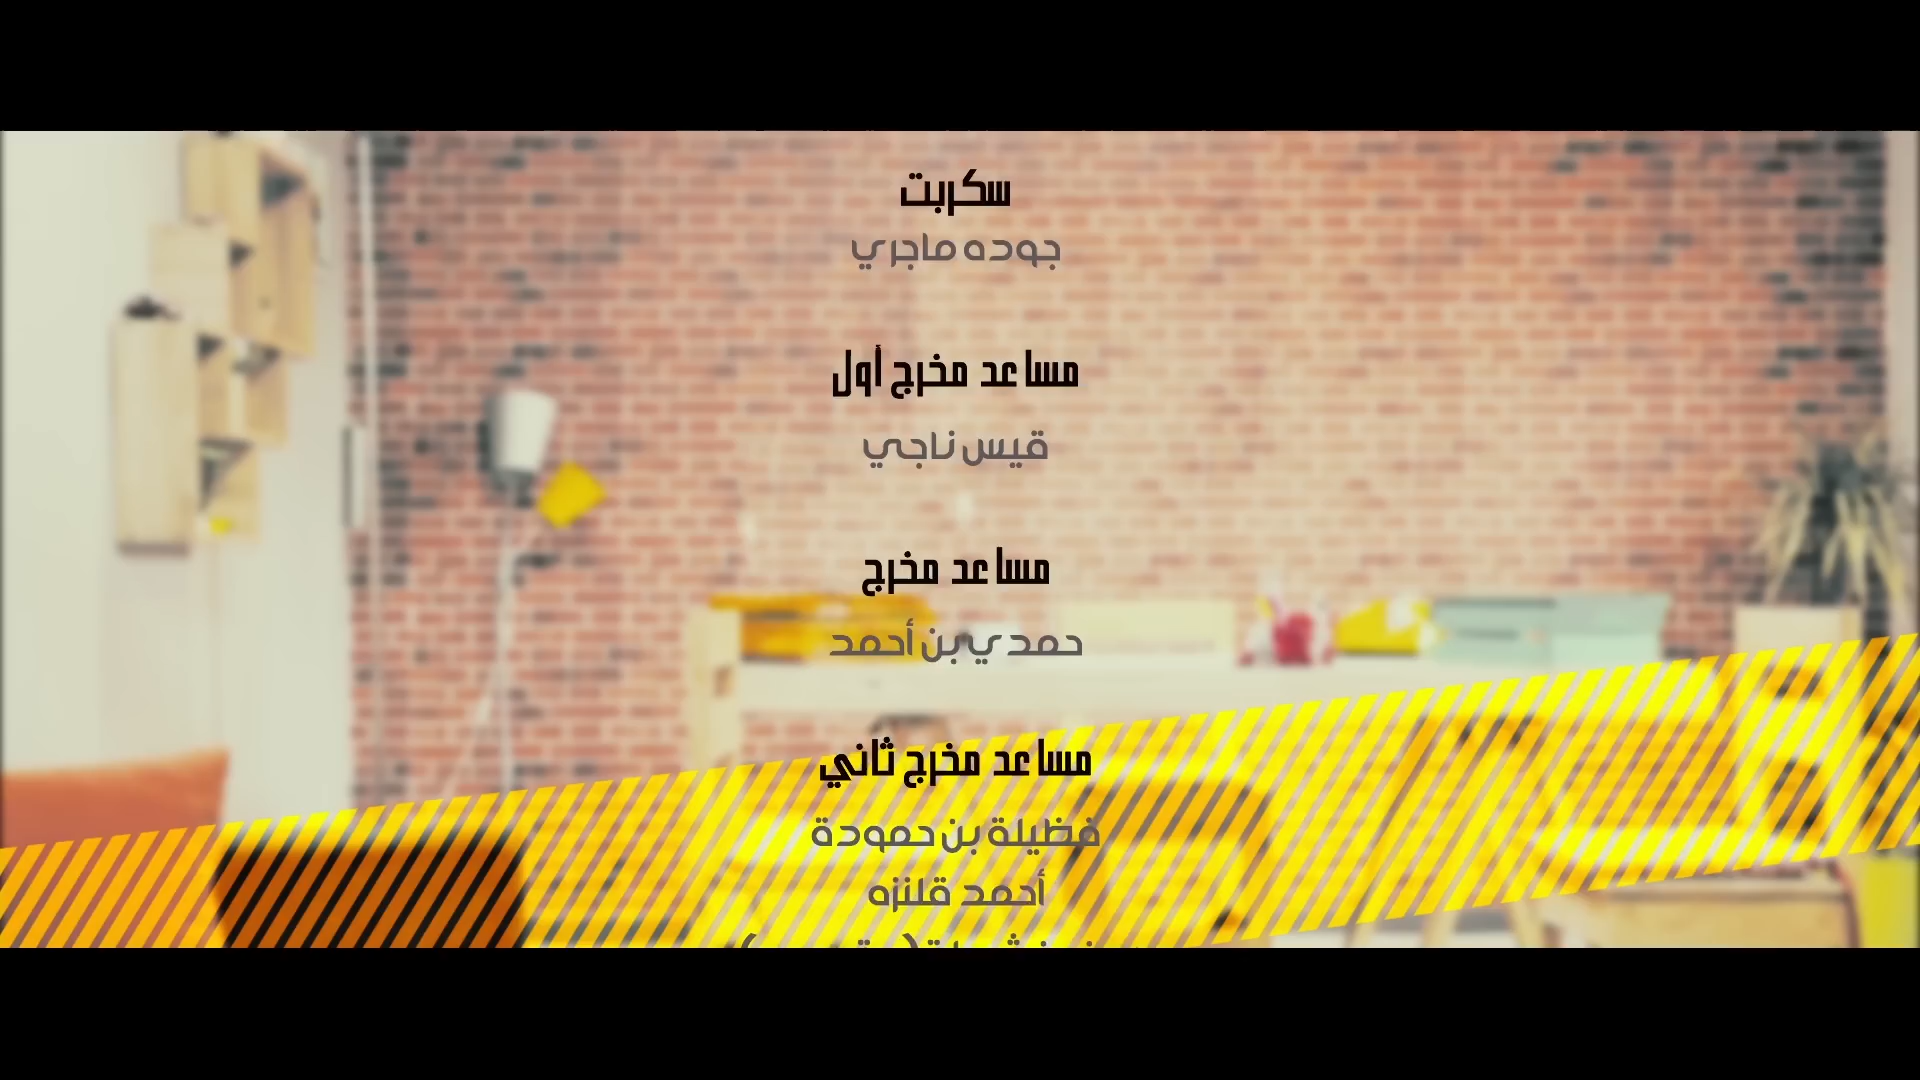 سكربت
جوده ماجري
مساعد مخرج أول
قيس ناجي
مساعد مخرج
حمدي بن أحمد
مساعد مخرج ثاني
فظيلة بن حمودة
أحمد قلنزه